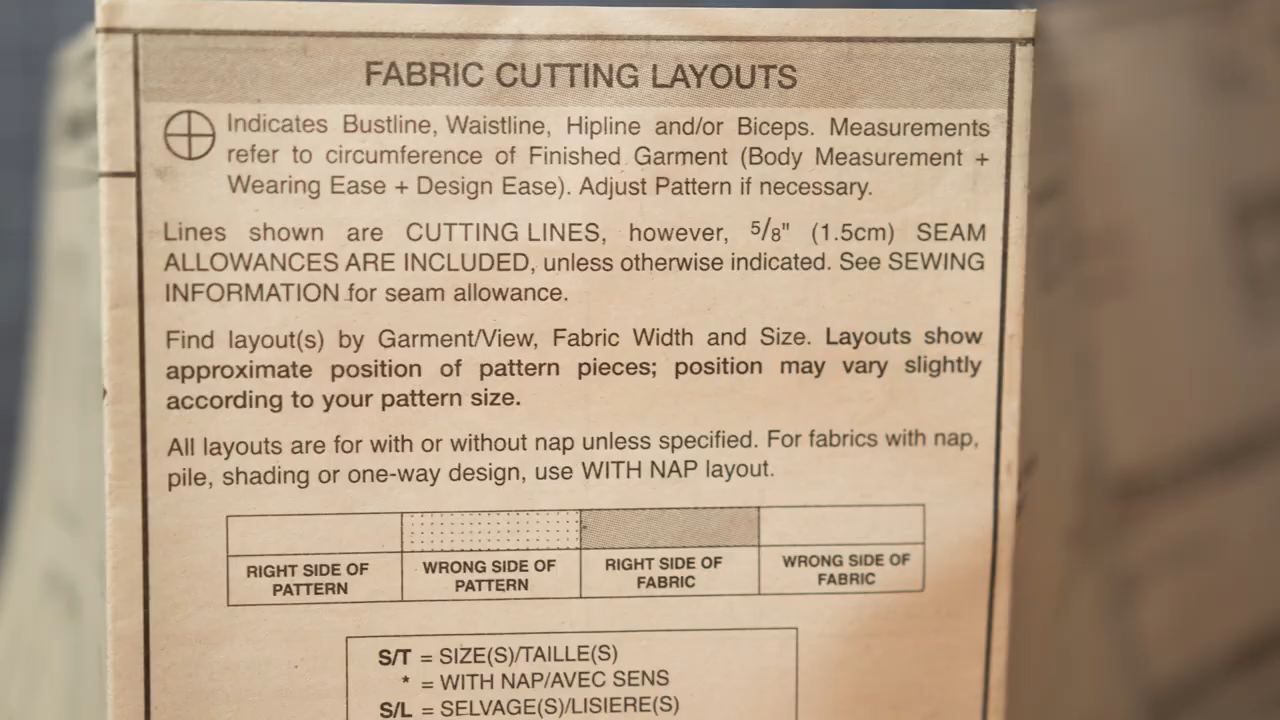 FABRIC CUTTING LAYOUTS
Indicates Bustline, Waistline, Hipline and/or Biceps. Measurements
refer to circumference of Finished Garment (Body Measurement +
Wearing Ease + Design Ease). Adjust Pattern if necessary.
Lines shown are CUTTING LINES, however, 5/8" (1.5cm) SEAM
ALLOWANCES ARE INCLUDED, unless otherwise indicated. See SEWING
INFORMATION for seam allowance.
Find layout(s) by Garment/View, Fabric Width and Size. Layouts show
approximate position of pattern pieces; position may vary slightly
according to your pattern size.
All layouts are for with or without nap unless specified. For fabrics with nap,
pile, shading or one-way design, use WITH NAP layout.
RIGHT SIDE OF
PATTERN
WRONG SIDE OF
PATTERN
RIGHT SIDE OF
FABRIC
WRONG SIDE OF
FABRIC
S/T = SIZE(S)/TAILLE(S)
* = WITH NAP/AVEC SENS
S/L = SELVAGE(S)/LISIERE(S)